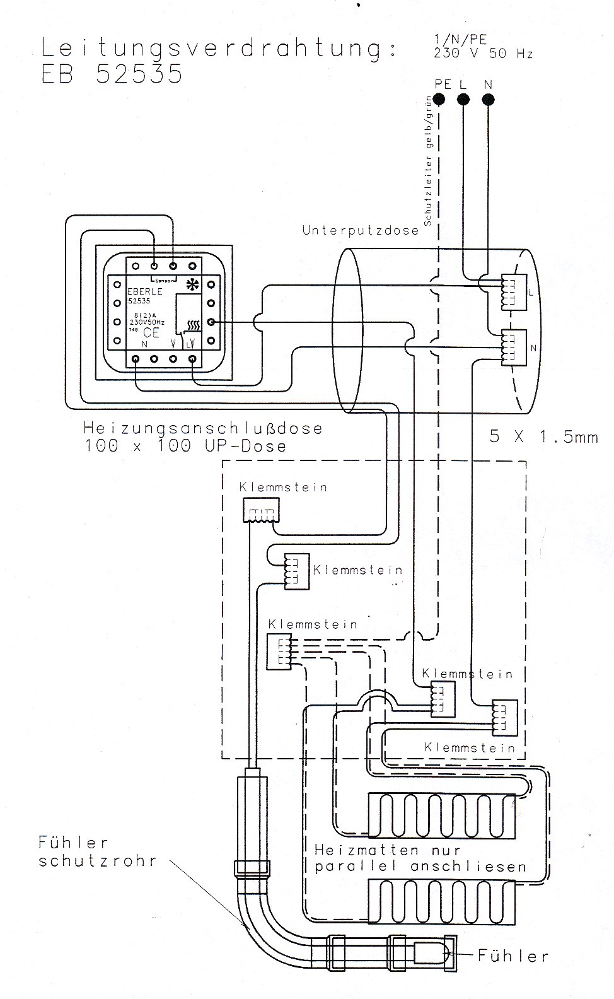 Leitungsverdrahtung:
EB 52535
1/N/PE
230 V 50 Hz
PE L N
Schutzleiter gelb/grün
Unterputzdose
L
N
Sensor
EBERLE
52535
8(2)A
230V50Hz
T40 CE
N L
Heizungsanschlußdose
100 x 100 UP-Dose
5 X 1.5mm
Klemmstein
Klemmstein
Klemmstein
Klemmstein
Klemmstein
Fühler
schutzrohr
Heizmatten nur
parallel anschliesen
Fühler